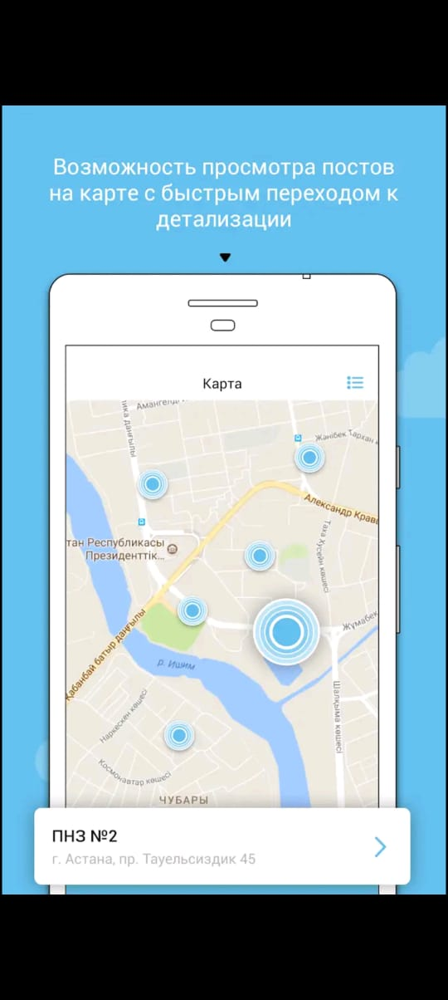 Возможность просмотра постов
на карте с быстрым переходом к
детализации
Карта
Амангелді
ика даңғылы
Жәнібек Тархан к
Александр Крав
Таха Хусейн көшесі
тан Республикасы
Президенттік...
Жұмабек
Қабанбай батыр даңғылы
р. Ишим
Шалқыма көшесі
Наркескен көшесі
Космонавтар көшесі
ЧУБАРЫ
ПНЗ №2
г. Астана, пр. Тауельсиздик 45